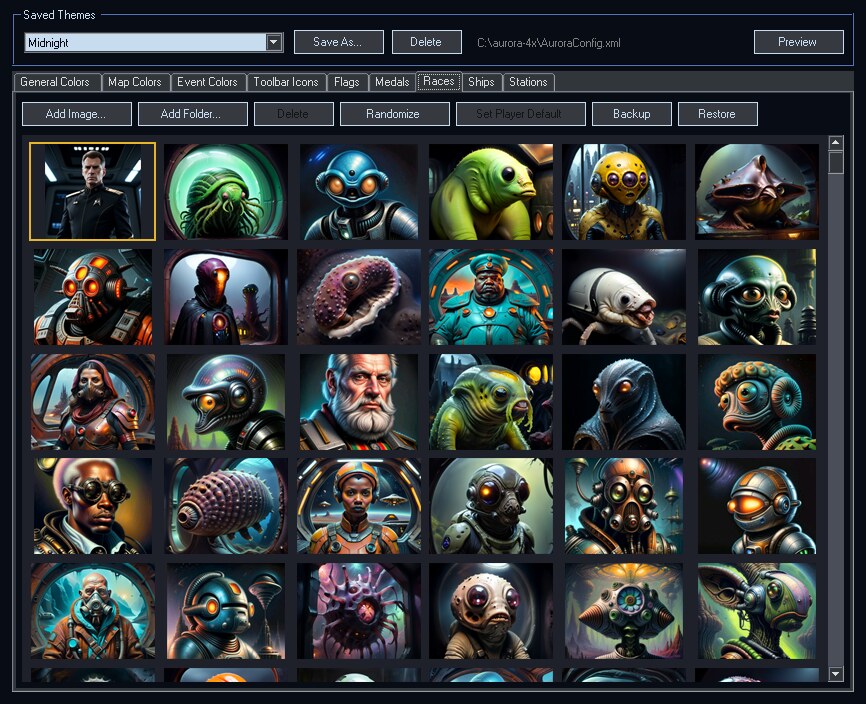 Saved Themes
Midnight
Save As...
Delete
C:\aurora-4x\AuroraConfig.xml
Preview
General Colors
Map Colors
Event Colors
Toolbar Icons
Flags
Medals
Races
Ships
Stations
Add Image...
Add Folder...
Delete
Randomize
Set Player Default
Backup
Restore